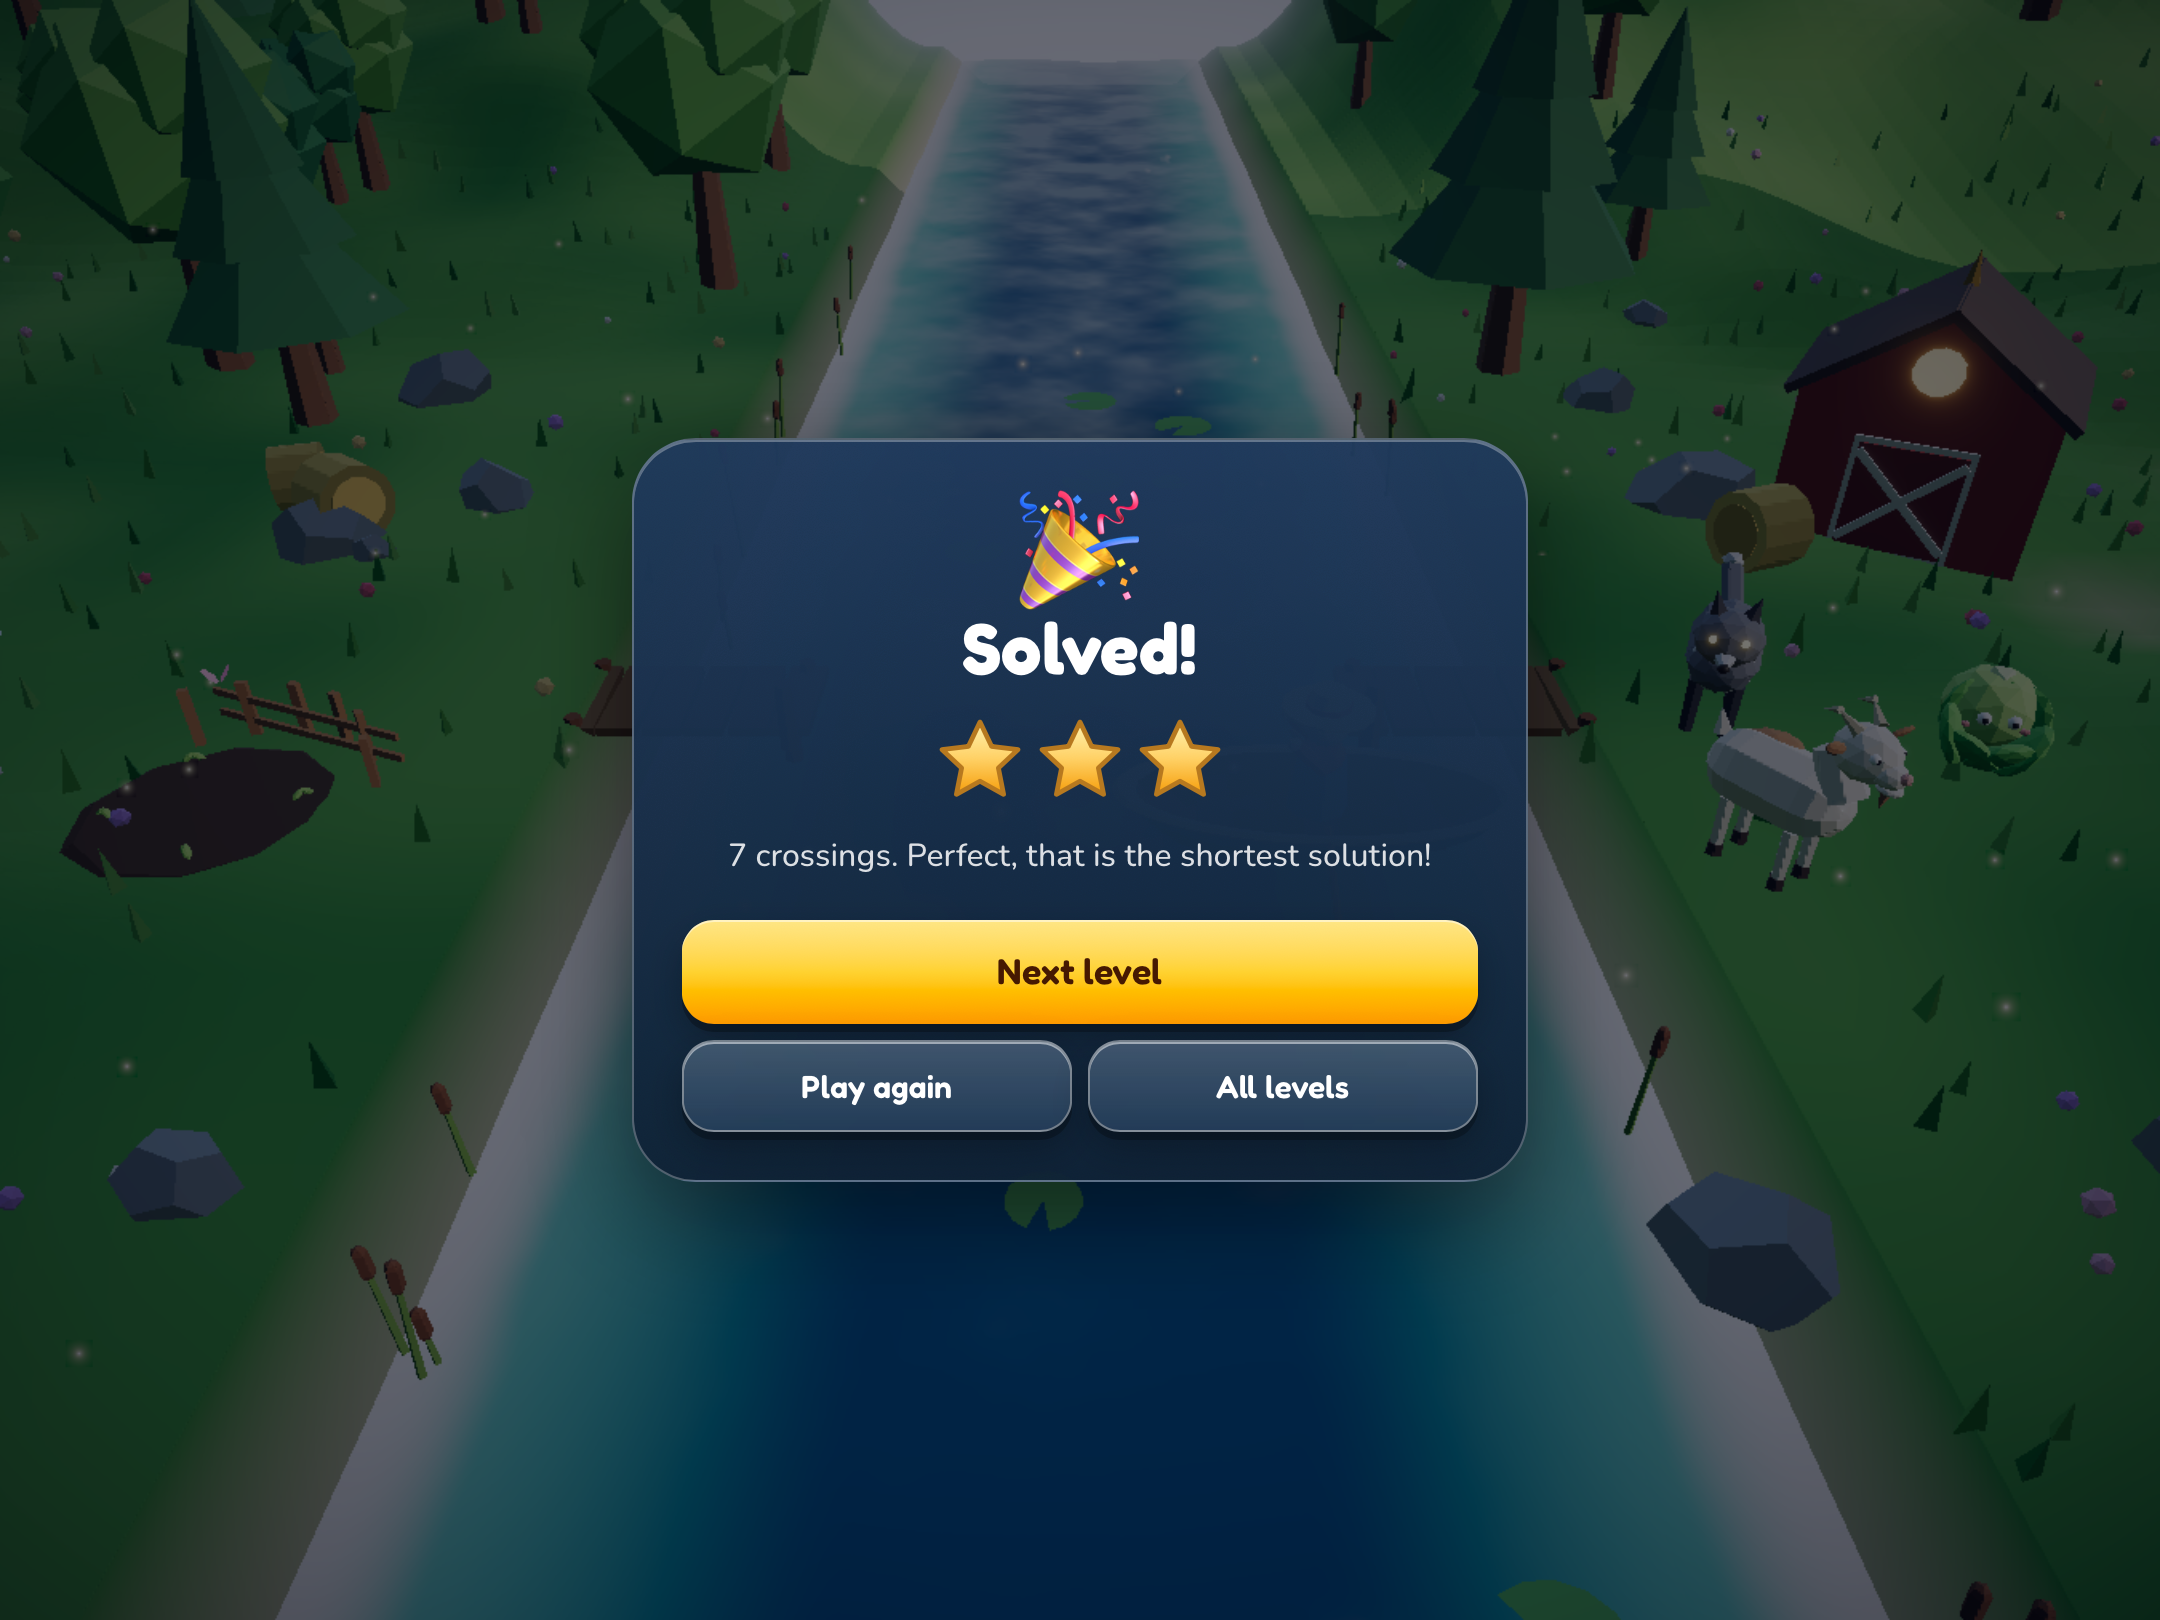 Solved!
7 crossings. Perfect, that is the shortest solution!
Next level
Play again
All levels